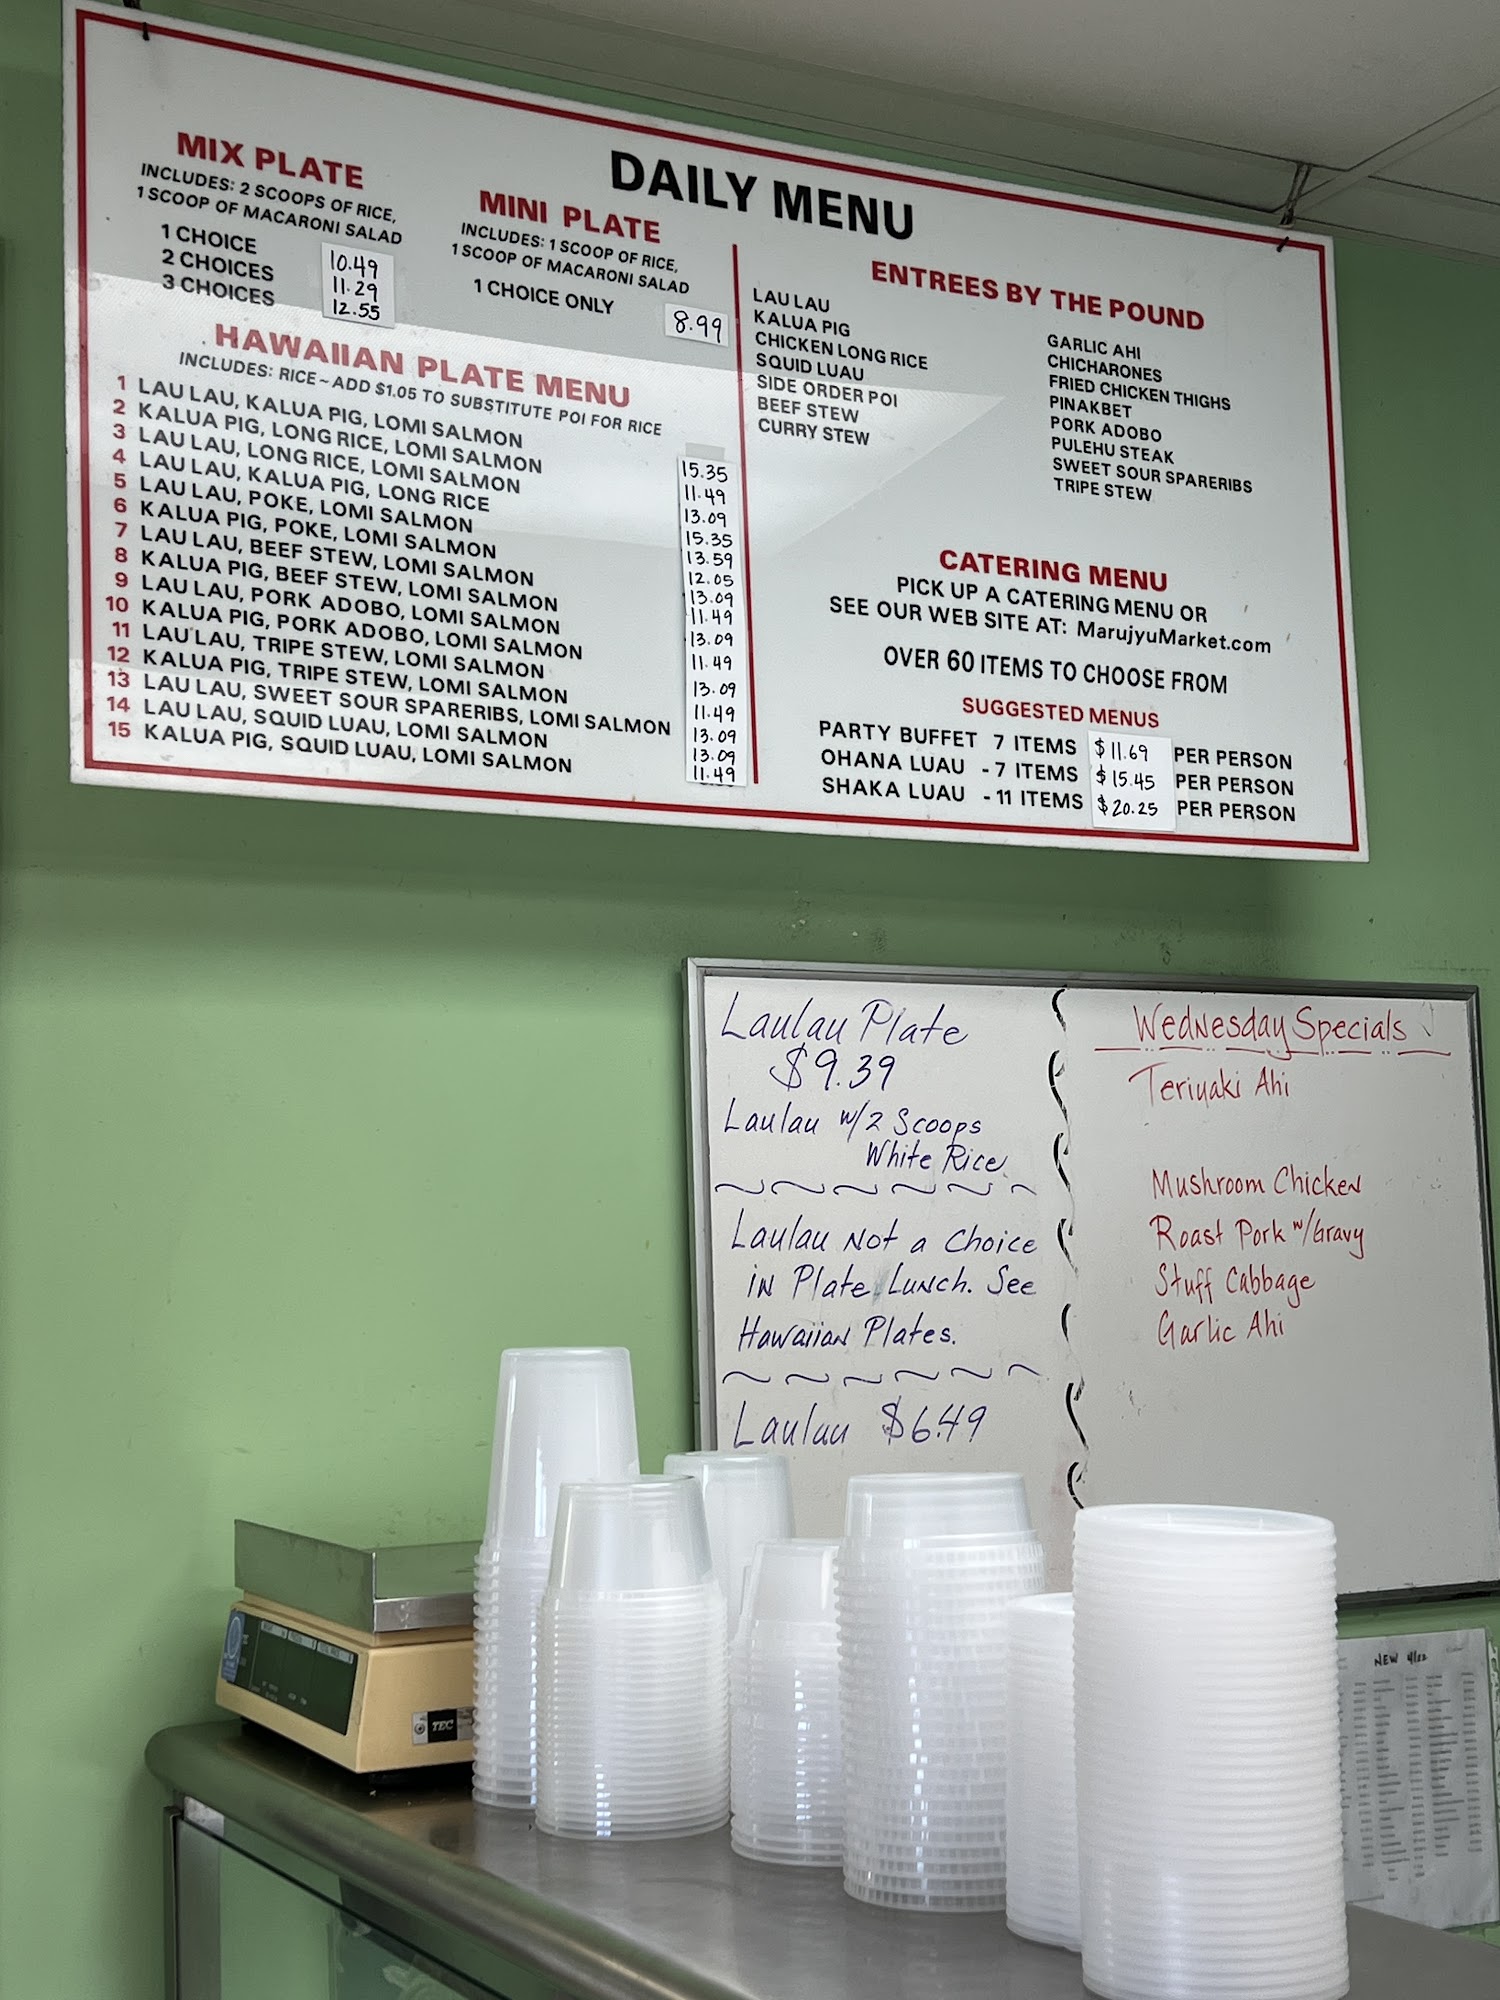 DAILY MENU
MIX PLATE
INCLUDES: 2 SCOOPS OF RICE,
1 SCOOP OF MACARONI SALAD
1 CHOICE 10.49
2 CHOICES 11.29
3 CHOICES 12.55
MINI PLATE
INCLUDES: 1 SCOOP OF RICE,
1 SCOOP OF MACARONI SALAD
1 CHOICE ONLY 8.99
HAWAIIAN PLATE MENU
INCLUDES: RICE ~ ADD $1.05 TO SUBSTITUTE POI FOR RICE
1 LAU LAU, KALUA PIG, LOMI SALMON 15.35
2 KALUA PIG, LONG RICE, LOMI SALMON 11.49
3 LAU LAU, LONG RICE, LOMI SALMON 13.09
4 LAU LAU, KALUA PIG, LONG RICE 15.35
5 LAU LAU, POKE, LOMI SALMON 13.59
6 KALUA PIG, POKE, LOMI SALMON 12.05
7 LAU LAU, BEEF STEW, LOMI SALMON 13.09
8 KALUA PIG, BEEF STEW, LOMI SALMON 11.49
9 LAU LAU, PORK ADOBO, LOMI SALMON 13.09
10 KALUA PIG, PORK ADOBO, LOMI SALMON 11.49
11 LAU LAU, TRIPE STEW, LOMI SALMON 13.09
12 KALUA PIG, TRIPE STEW, LOMI SALMON 11.49
13 LAU LAU, SWEET SOUR SPARERIBS, LOMI SALMON 13.09
14 LAU LAU, SQUID LUAU, LOMI SALMON 13.09
15 KALUA PIG, SQUID LUAU, LOMI SALMON 11.49
ENTREES BY THE POUND
LAU LAU
KALUA PIG
CHICKEN LONG RICE
SQUID LUAU
SIDE ORDER POI
BEEF STEW
CURRY STEW
GARLIC AHI
CHICHARONES
FRIED CHICKEN THIGHS
PINAKBET
PORK ADOBO
PULEHU STEAK
SWEET SOUR SPARERIBS
TRIPE STEW
CATERING MENU
PICK UP A CATERING MENU OR
SEE OUR WEB SITE AT: MarujyuMarket.com
OVER 60 ITEMS TO CHOOSE FROM
SUGGESTED MENUS
PARTY BUFFET 7 ITEMS $11.69 PER PERSON
OHANA LUAU - 7 ITEMS $15.45 PER PERSON
SHAKA LUAU - 11 ITEMS $20.25 PER PERSON
Laulau Plate
$9.39
Laulau w/2 Scoops
White Rice
Laulau Not a Choice
in Plate Lunch. See
Hawaiian Plates.
Laulau $6.49
Wednesday Specials
Teriyaki Ahi
Mushroom Chicken
Roast Pork w/Gravy
Stuff Cabbage
Garlic Ahi
TEC
NEW 4/22